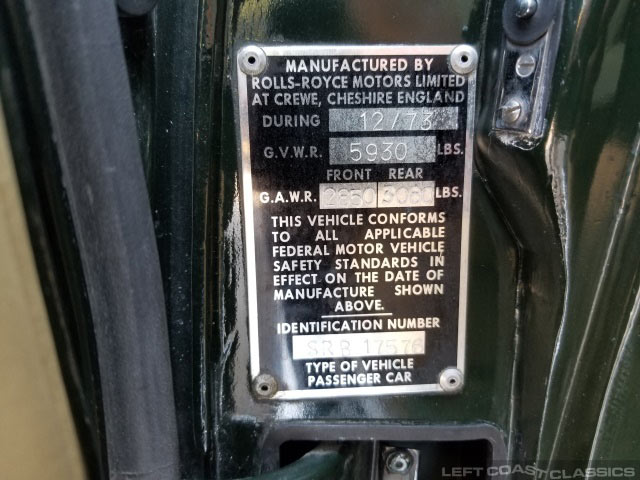 MANUFACTURED BY
ROLLS-ROYCE MOTORS LIMITED
AT CREWE, CHESHIRE ENGLAND
DURING 12/73
G.V.W.R. 5930 LBS.
FRONT REAR
G.A.W.R. 2850 3080 LBS.
THIS VEHICLE CONFORMS
TO ALL APPLICABLE
FEDERAL MOTOR VEHICLE
SAFETY STANDARDS IN
EFFECT ON THE DATE OF
MANUFACTURE SHOWN
ABOVE.
IDENTIFICATION NUMBER
SRB 17576
TYPE OF VEHICLE
PASSENGER CAR
LEFT COAST CLASSICS